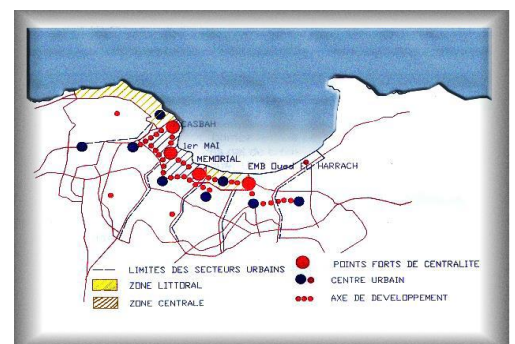 CASBAH
1er MAI
MEMORIAL
EMB Oued EL HARRACH
LIMITES DES SECTEURS URBAINS
ZONE LITTORAL
ZONE CENTRALE
POINTS FORTS DE CENTRALITE
CENTRE URBAIN
AXE DE DEVELOPPEMENT